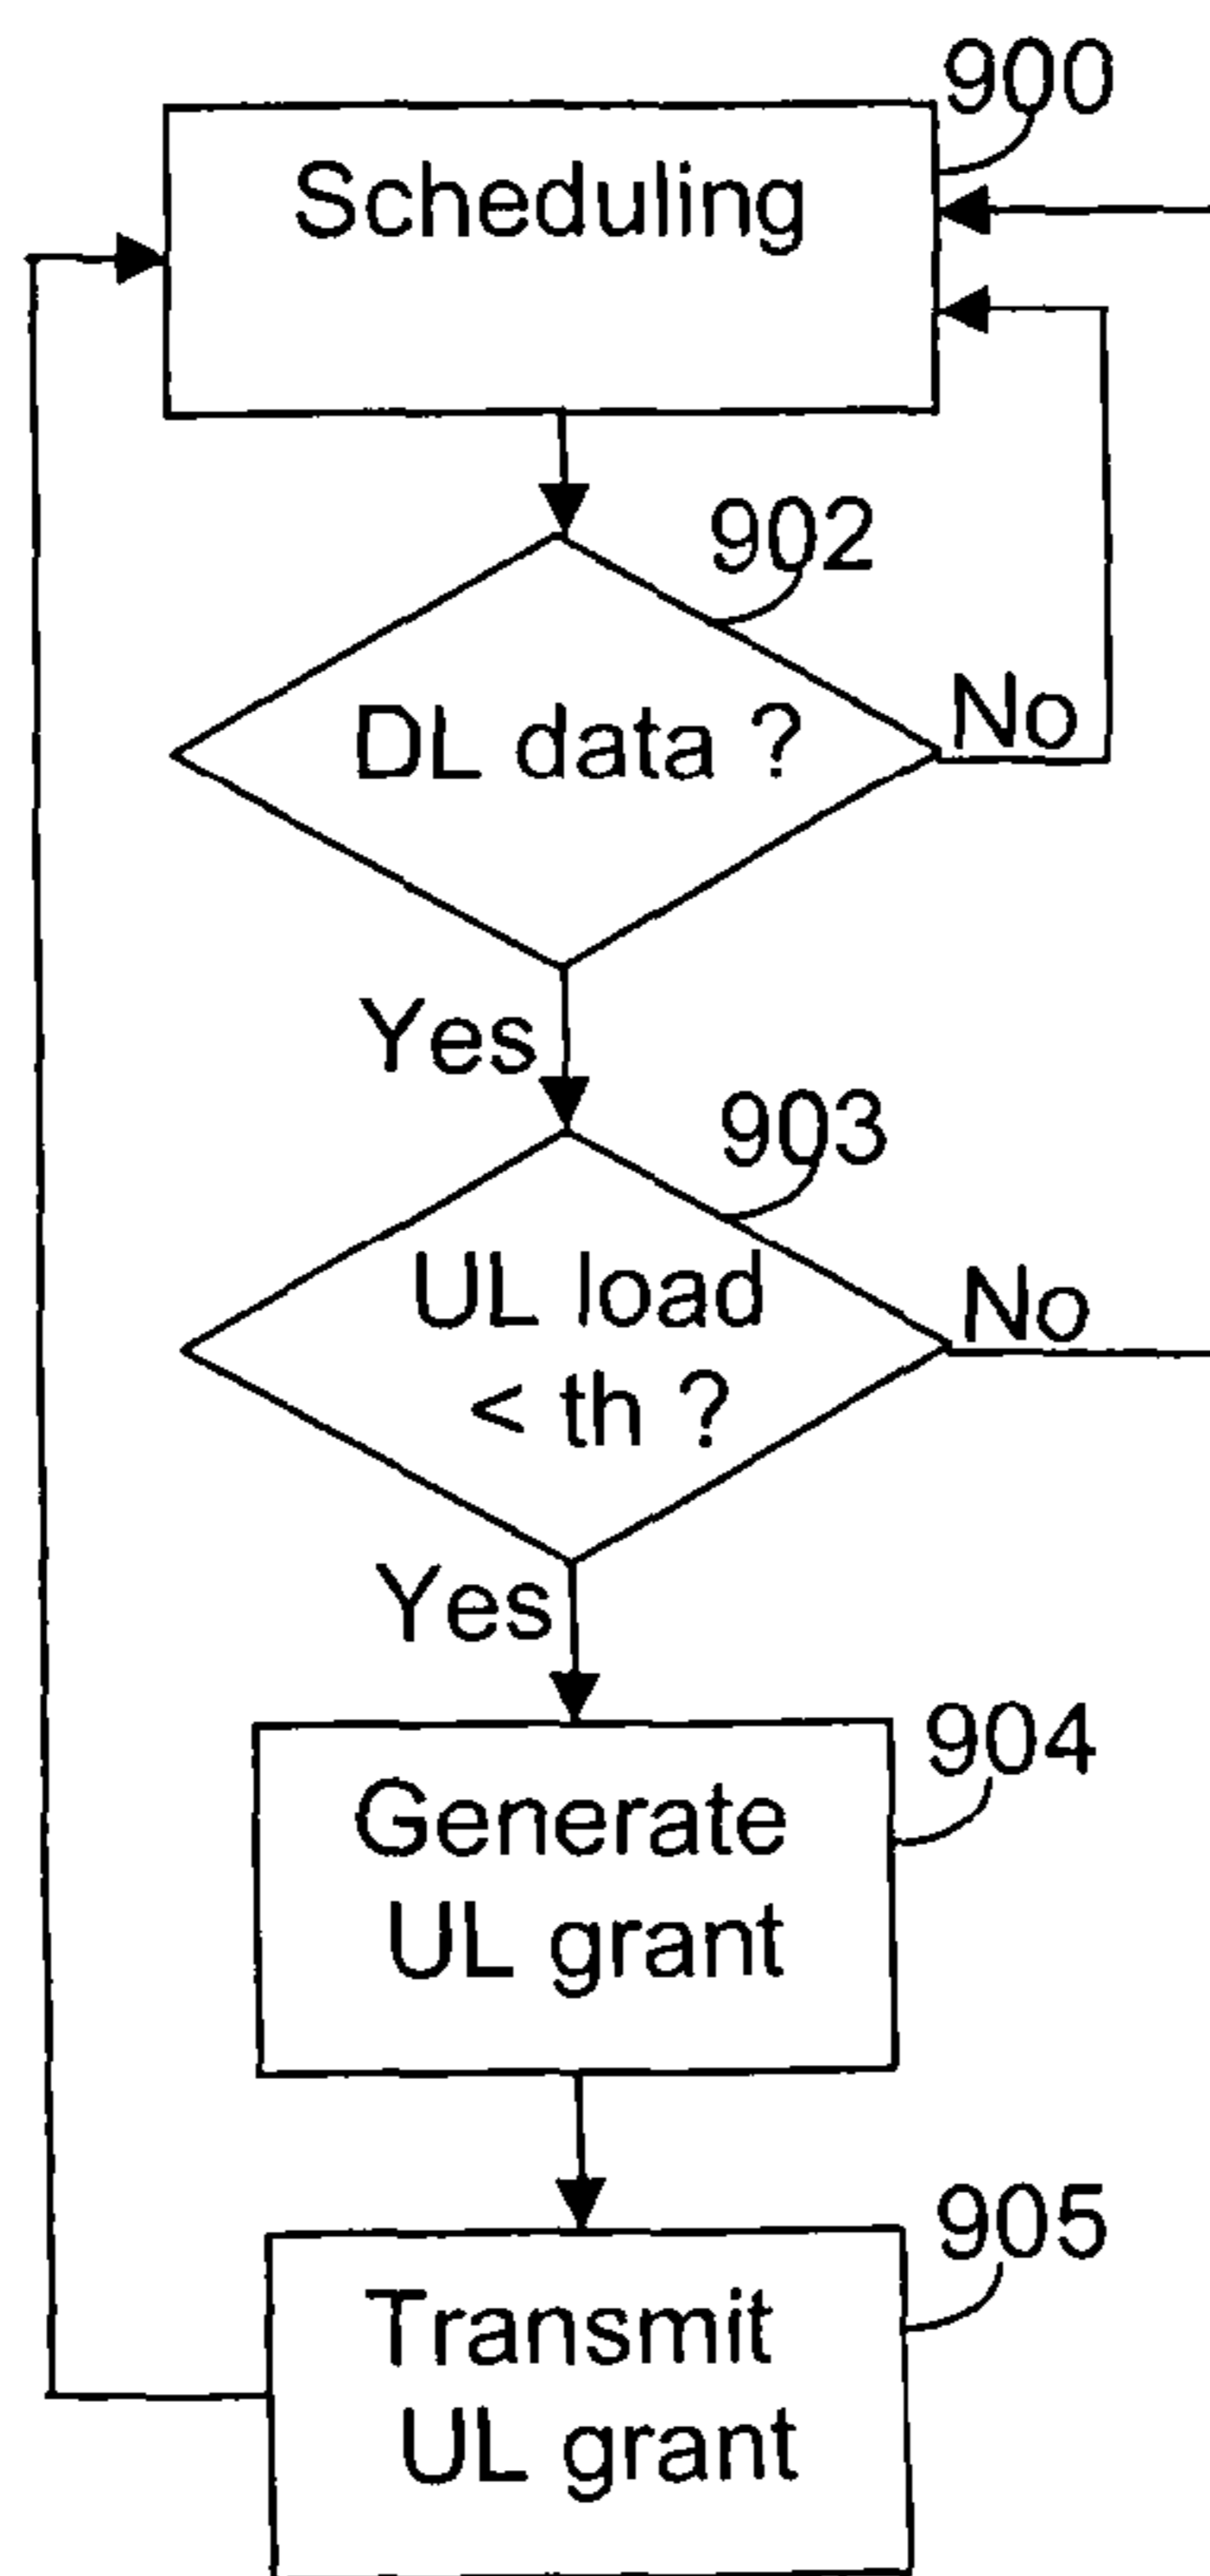 900
Scheduling
902
DL data ?
No
Yes
903
UL load
< th ?
No
Yes
904
Generate
UL grant
905
Transmit
UL grant